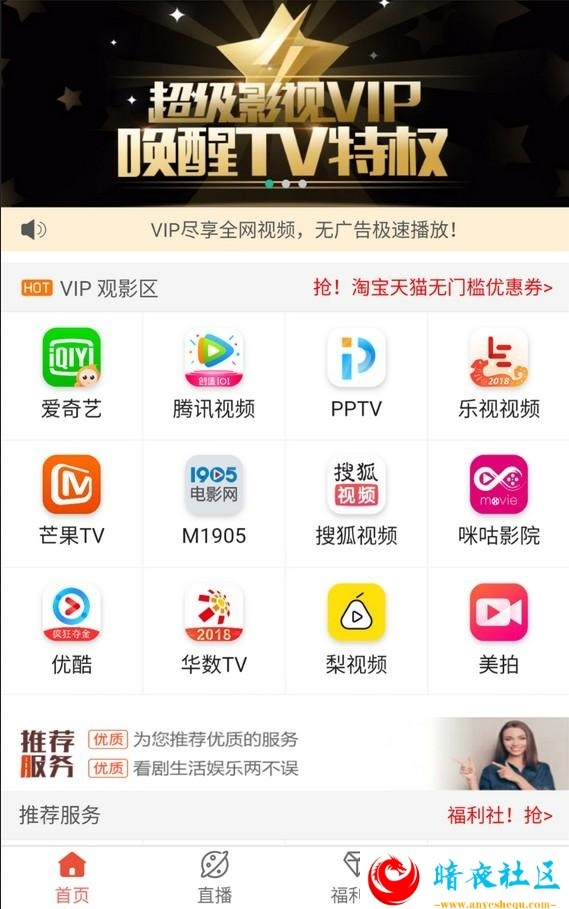 超级影视VIP
唤醒TV特权
VIP尽享全网视频，无广告极速播放！
HOT VIP 观影区 抢！淘宝天猫无门槛优惠券>
iQIYI
创造101
2018
爱奇艺 腾讯视频 PPTV 乐视视频
1905
电影网
搜狐
视频
movie
芒果TV M1905 搜狐视频 咪咕影院
疯狂夺金
2018
优酷 华数TV 梨视频 美拍
推荐 优质 为您推荐优质的服务
服务 优质 看剧生活娱乐两不误
推荐服务 福利社！抢>
首页 直播 福利
暗夜社区
-www.anyeshequ.com-